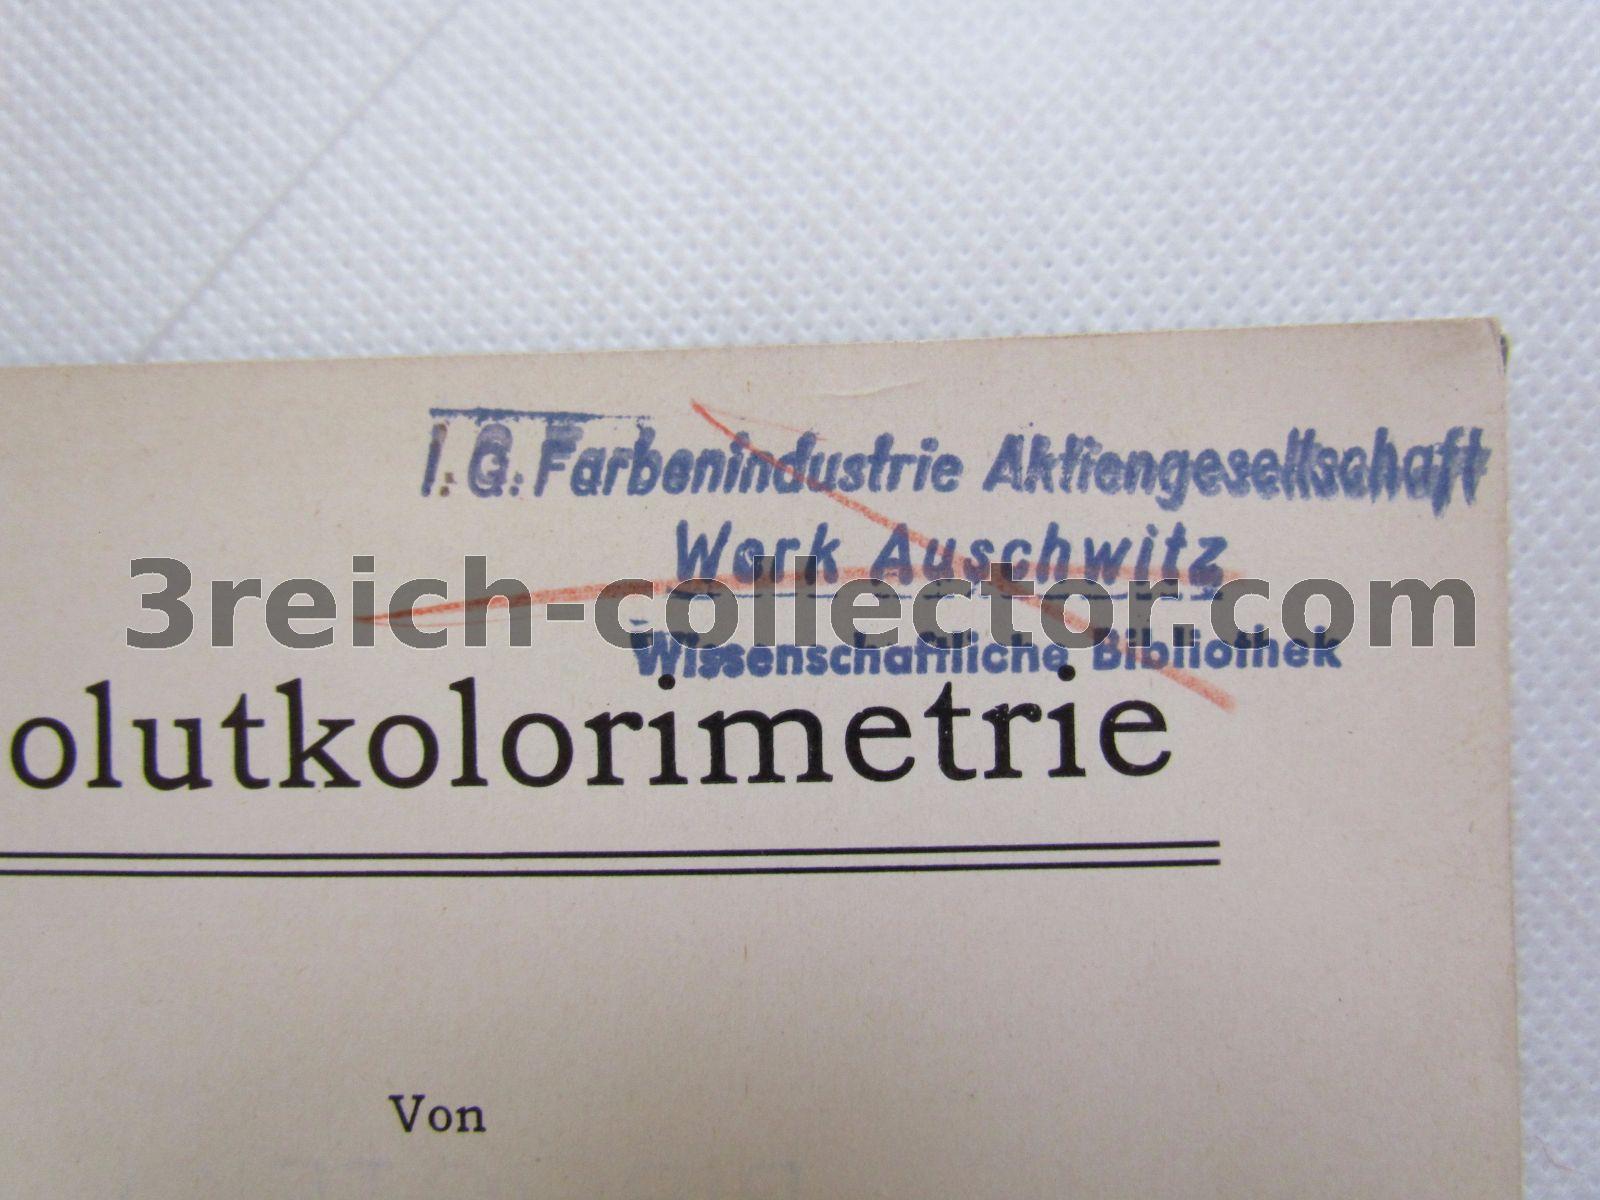 I. G. Farbenindustrie Aktiengesellschaft
Werk Auschwitz
3reich-collector.com
Wissenschaftliche Bibliothek
olutkolorimetrie
Von